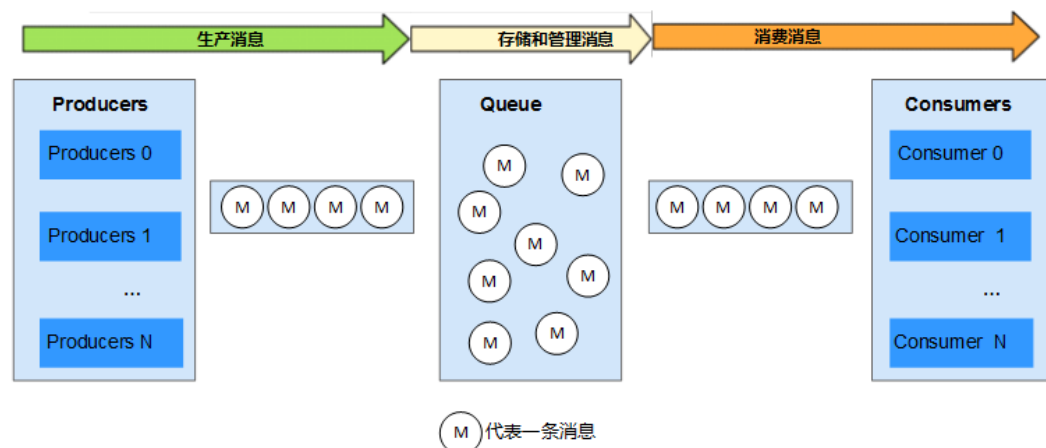 生产消息
存储和管理消息
消费消息
Producers
Producers 0
Producers 1
...
Producers N
M M M M
Queue
M
M
M
M
M
M
M
M
M M M M
Consumers
Consumer 0
Consumer 1
...
Consumer N
M 代表一条消息